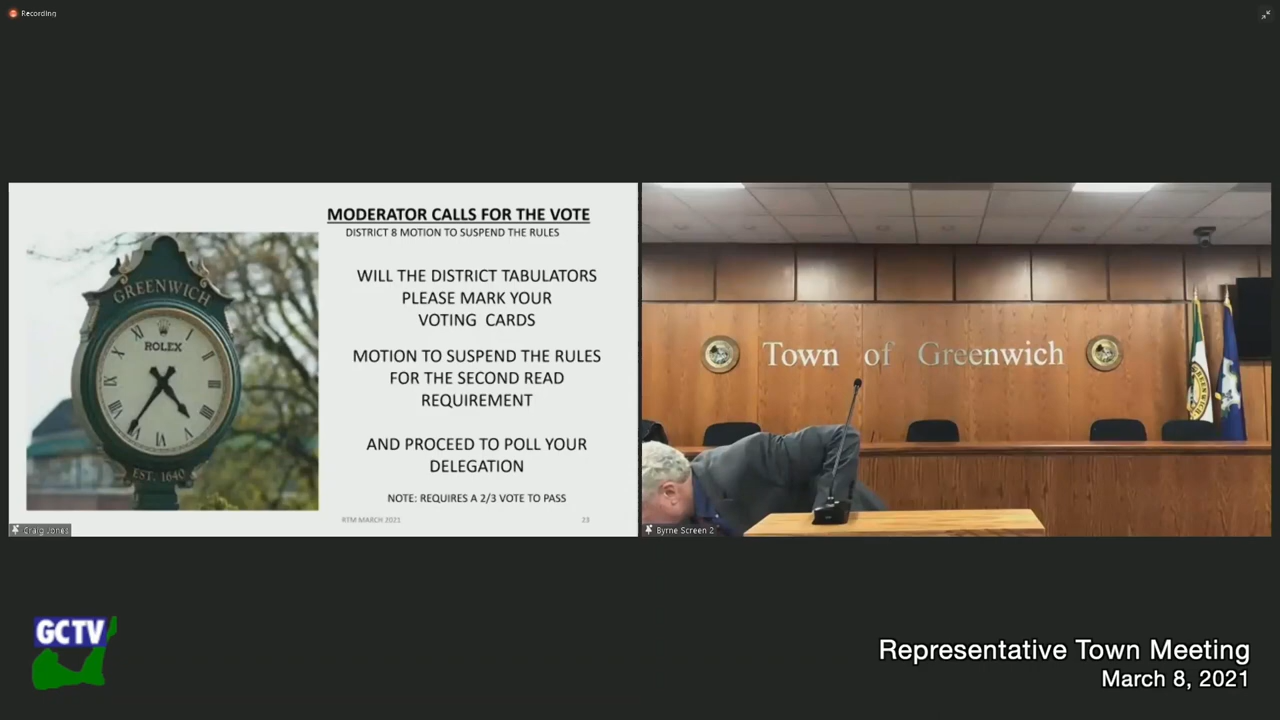 Recording
MODERATOR CALLS FOR THE VOTE
DISTRICT 8 MOTION TO SUSPEND THE RULES
WILL THE DISTRICT TABULATORS
PLEASE MARK YOUR
VOTING CARDS
MOTION TO SUSPEND THE RULES
FOR THE SECOND READ
REQUIREMENT
AND PROCEED TO POLL YOUR
DELEGATION
NOTE: REQUIRES A 2/3 VOTE TO PASS
RTM MARCH 2021
23
GREENWICH
ROLEX
EST. 1640
Craig Jones
Town of Greenwich
Byrne Screen 2
GCTV
Representative Town Meeting
March 8, 2021